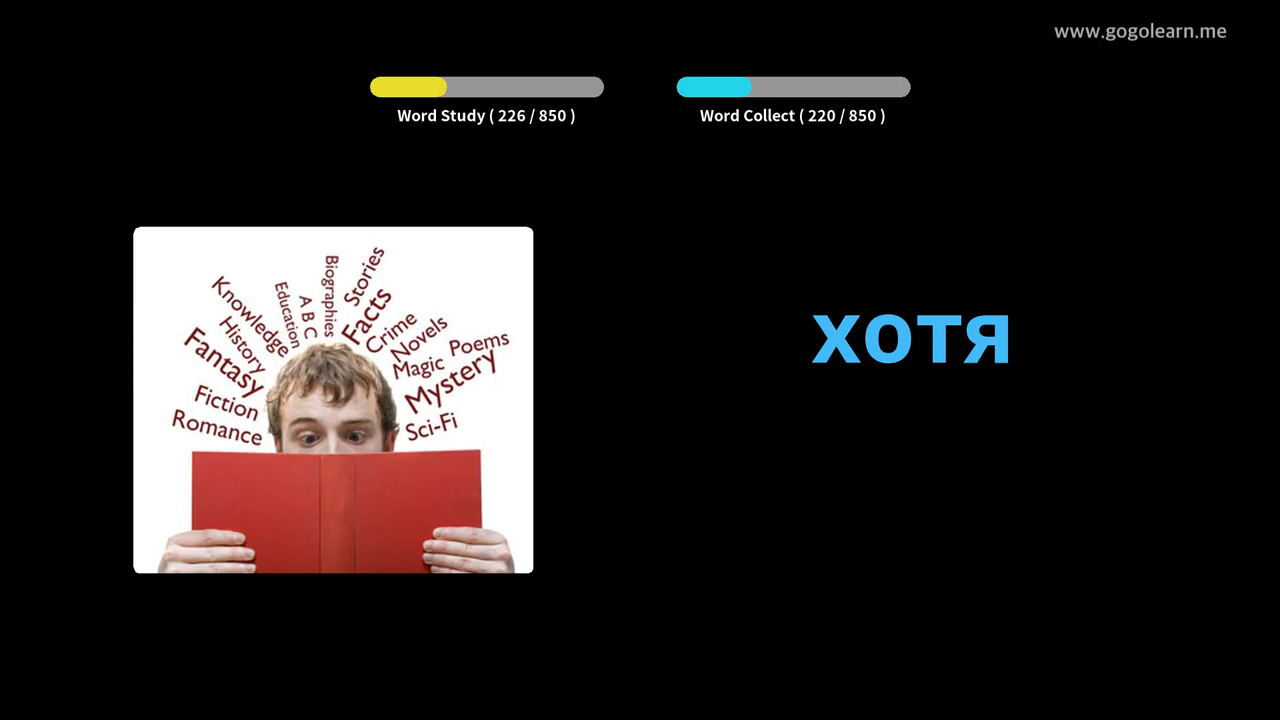 www.gogolearn.me
Word Study ( 226 / 850 )
Word Collect ( 220 / 850 )
Biographies
Stories
Education
A B C
Facts
Knowledge
Crime
History
Novels
Fantasy
Magic
Poems
Mystery
Fiction
Romance
Sci-Fi
хотя